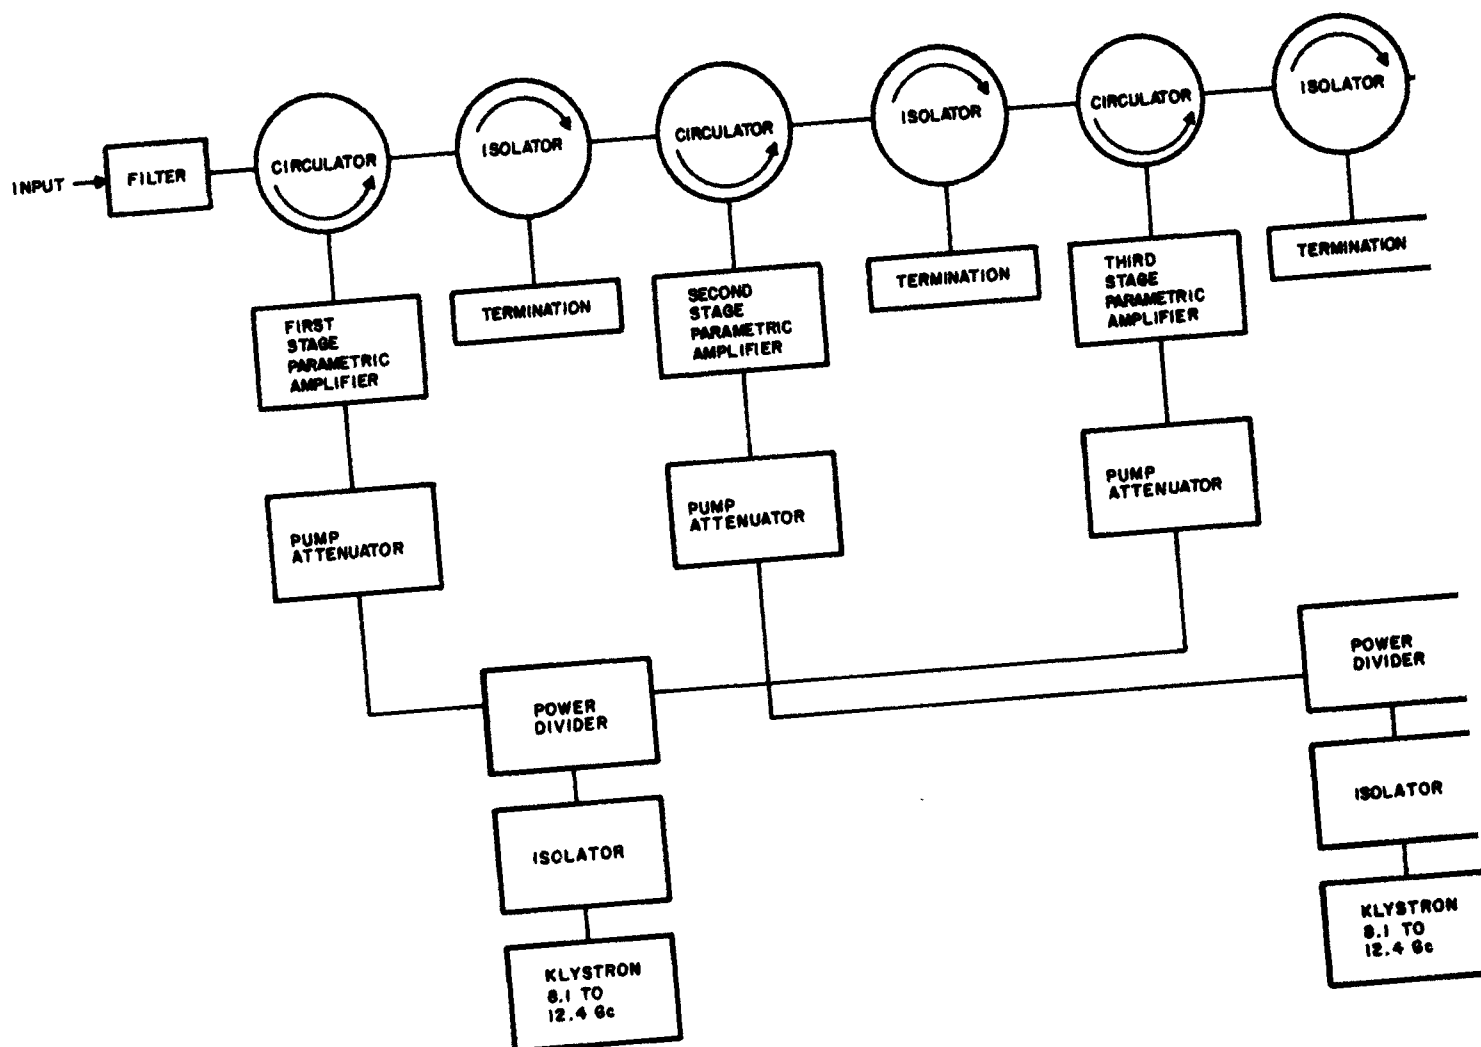 INPUT
FILTER
CIRCULATOR
ISOLATOR
CIRCULATOR
ISOLATOR
CIRCULATOR
ISOLATOR
FIRST
STAGE
PARAMETRIC
AMPLIFIER
TERMINATION
SECOND
STAGE
PARAMETRIC
AMPLIFIER
TERMINATION
THIRD
STAGE
PARAMETRIC
AMPLIFIER
TERMINATION
PUMP
ATTENUATOR
PUMP
ATTENUATOR
PUMP
ATTENUATOR
POWER
DIVIDER
POWER
DIVIDER
ISOLATOR
ISOLATOR
KLYSTRON
8.1 TO
12.4 Gc
KLYSTRON
8.1 TO
12.4 Gc